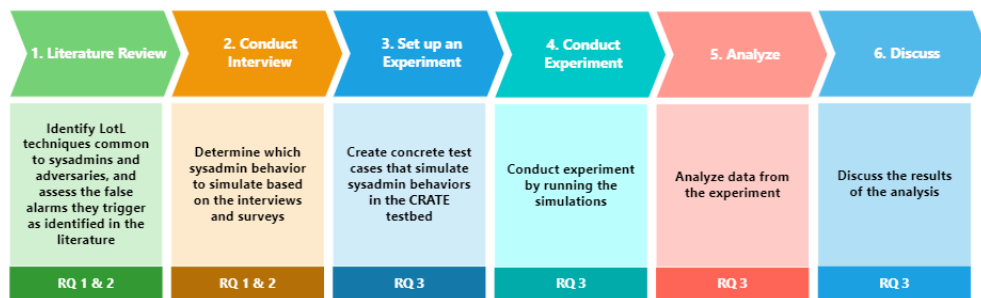 1. Literature Review
2. Conduct
Interview
3. Set up an
Experiment
4. Conduct
Experiment
5. Analyze
6. Discuss
Identify LotL
techniques common
to sysadmins and
adversaries, and
assess the false
alarms they trigger
as identified in the
literature
Determine which
sysadmin behavior
to simulate based
on the interviews
and surveys
Create concrete test
cases that simulate
sysadmin behaviors
in the CRATE
testbed
Conduct experiment
by running the
simulations
Analyze data from
the experiment
Discuss the results
of the analysis
RQ 1 & 2
RQ 1 & 2
RQ 3
RQ 3
RQ 3
RQ 3